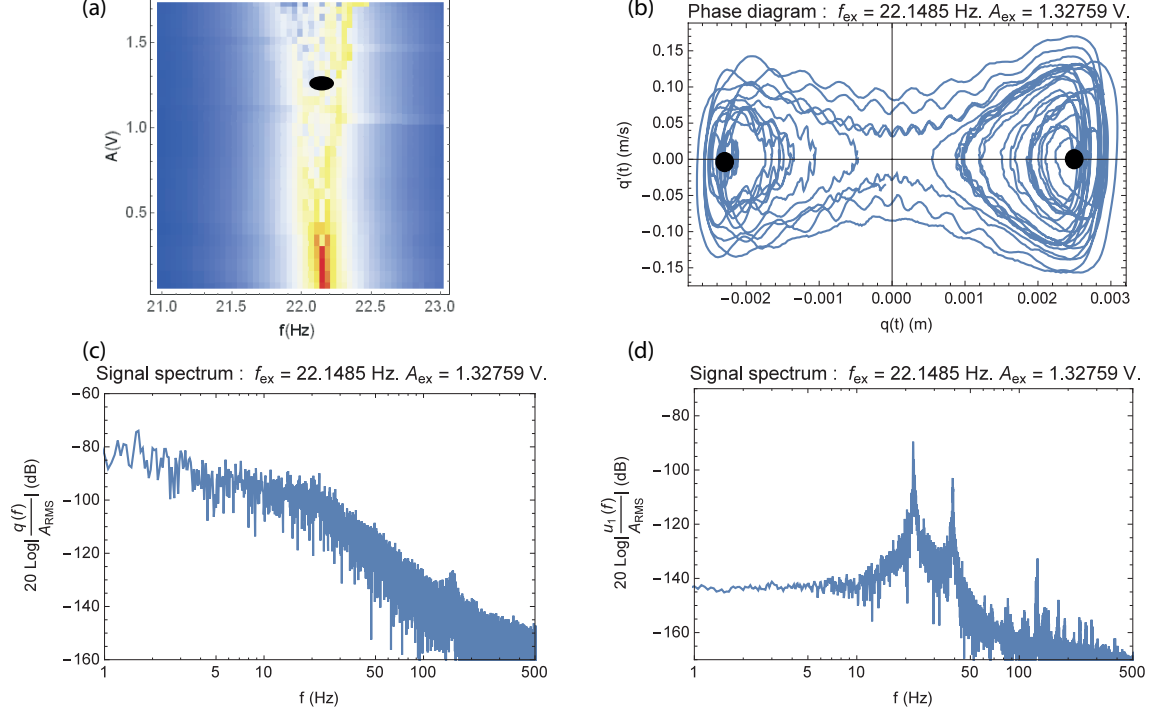 (a)
1.5
1.0
0.5
A(V)
21.0 21.5 22.0 22.5 23.0
f(Hz)
(b)
Phase diagram : f_ex = 22.1485 Hz. A_ex = 1.32759 V.
0.15
0.10
0.05
0.00
−0.05
−0.10
−0.15
q'(t) (m/s)
−0.002 −0.001 0.000 0.001 0.002 0.003
q(t) (m)
(c)
Signal spectrum : f_ex = 22.1485 Hz. A_ex = 1.32759 V.
−60
−80
−100
−120
−140
−160
20 Log|q(f)/A_RMS| (dB)
1 5 10 50 100 500
f (Hz)
(d)
Signal spectrum : f_ex = 22.1485 Hz. A_ex = 1.32759 V.
−80
−100
−120
−140
−160
20 Log|u_1(f)/A_RMS| (dB)
1 5 10 50 100 500
f (Hz)